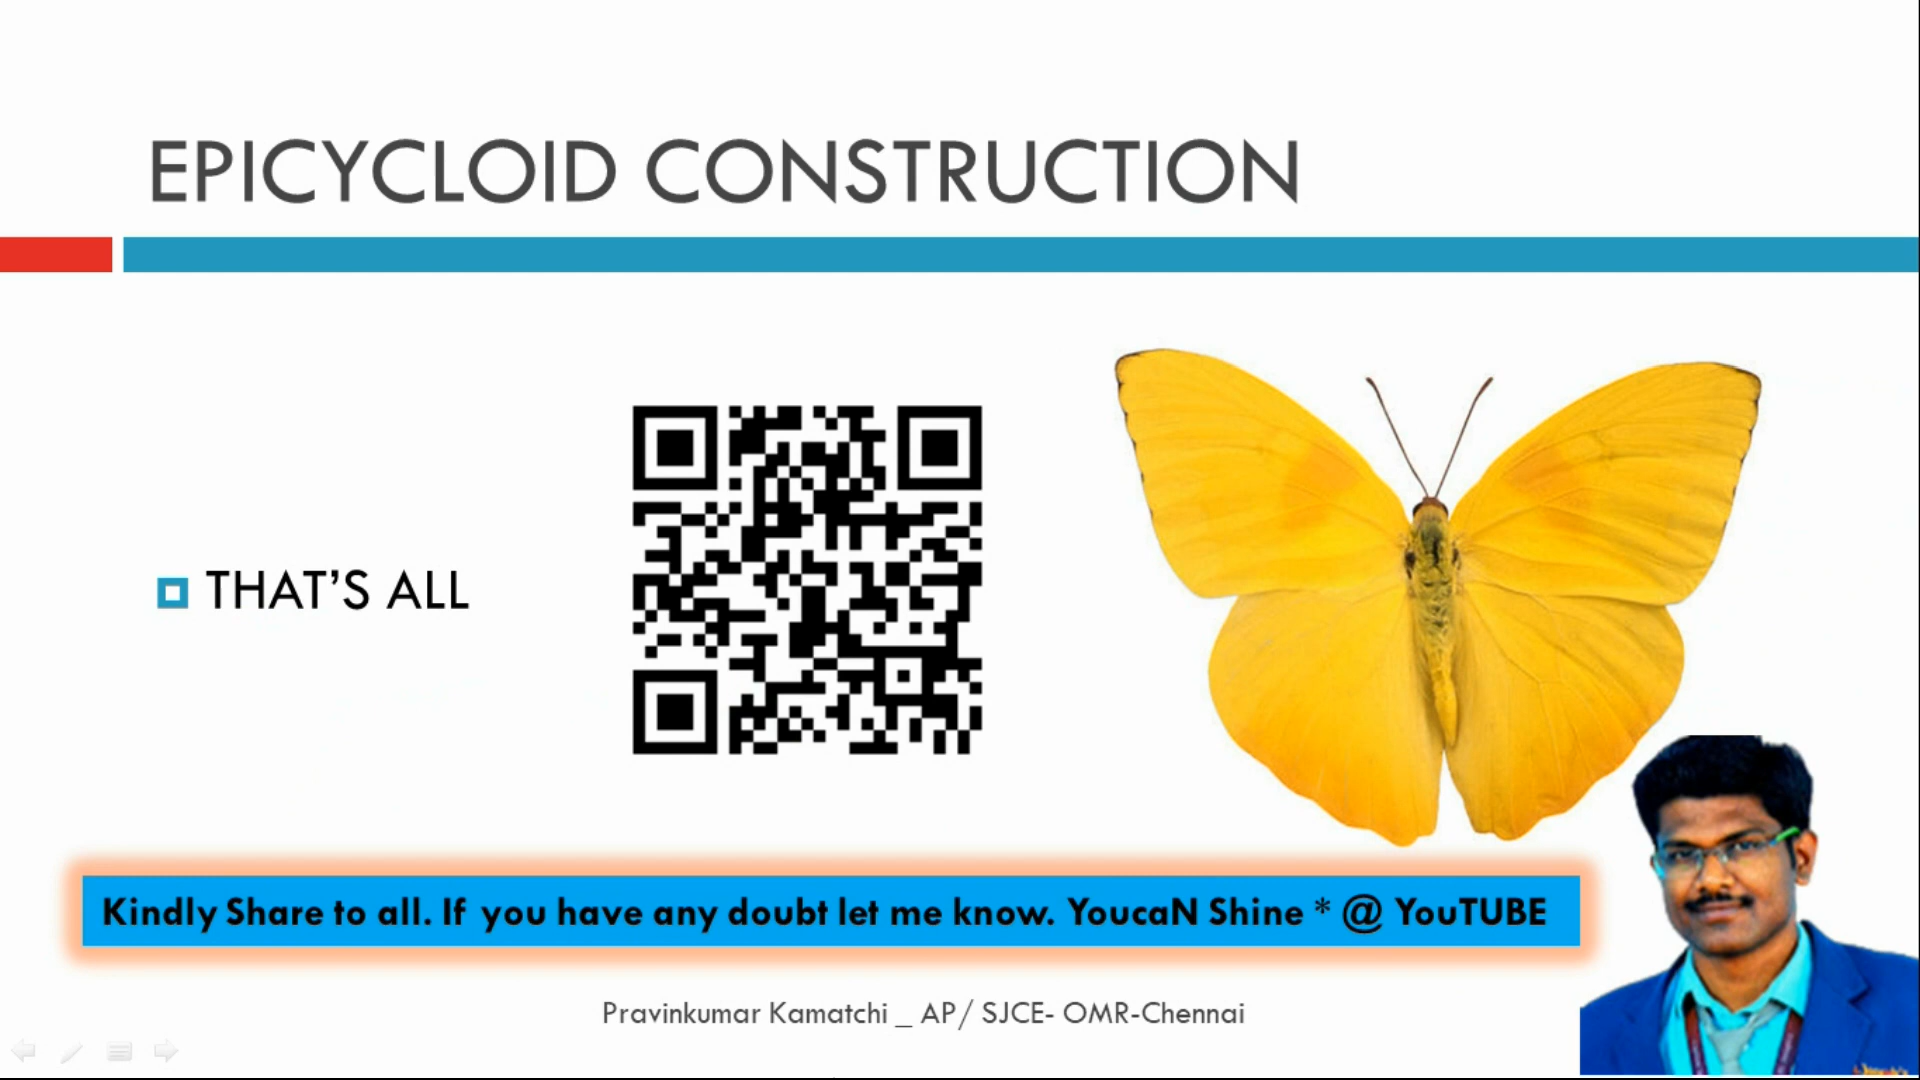 EPICYCLOID CONSTRUCTION
THAT'S ALL
Kindly Share to all. If you have any doubt let me know. YoucaN Shine * @ YouTUBE
Pravinkumar Kamatchi _ AP/ SJCE- OMR-Chennai